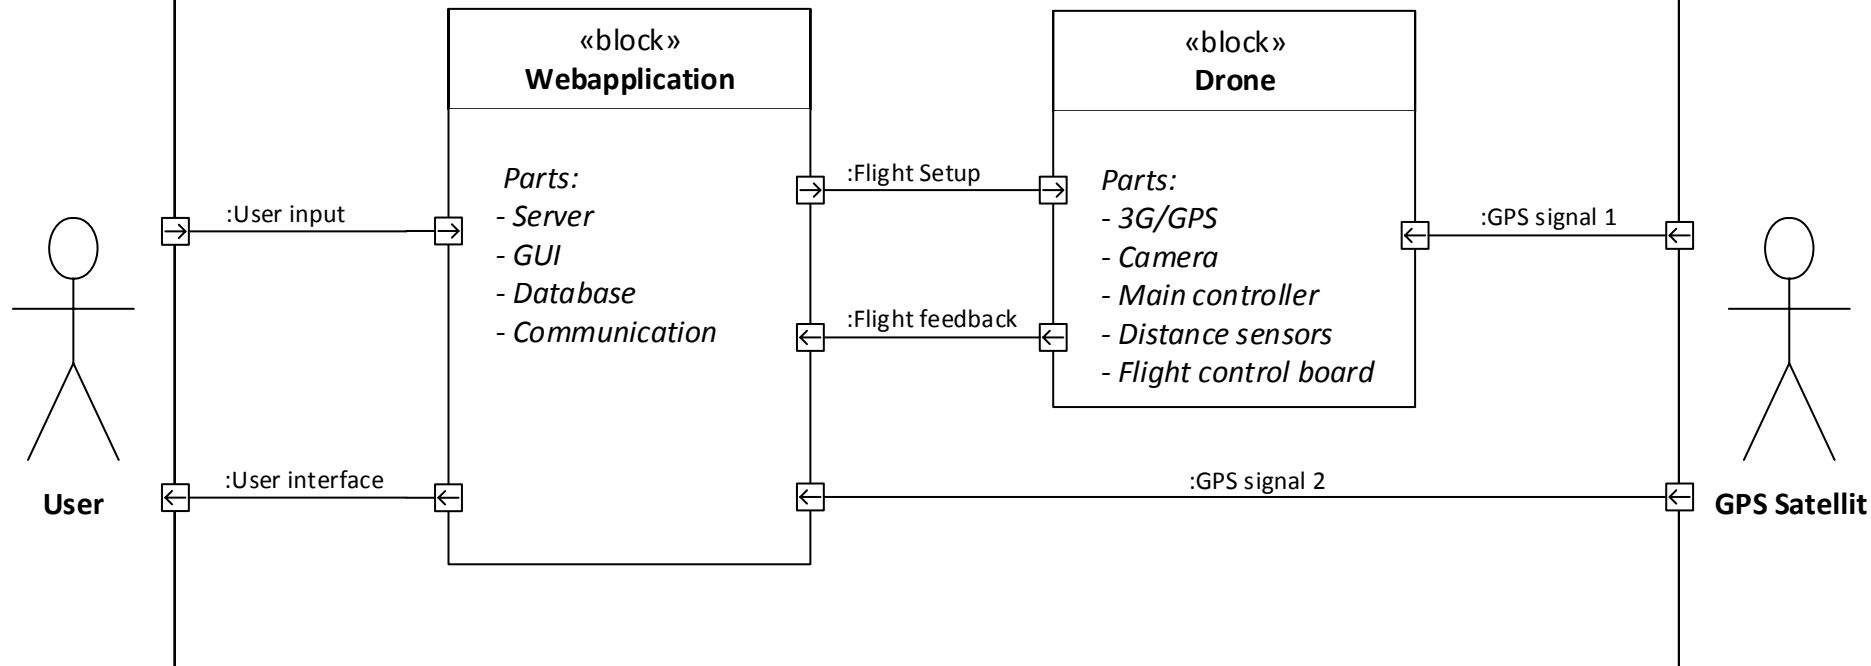 «block»
Webapplication
Parts:
- Server
- GUI
- Database
- Communication
«block»
Drone
Parts:
- 3G/GPS
- Camera
- Main controller
- Distance sensors
- Flight control board
:User input
:User interface
:Flight Setup
:Flight feedback
:GPS signal 1
:GPS signal 2
User
GPS Satellit